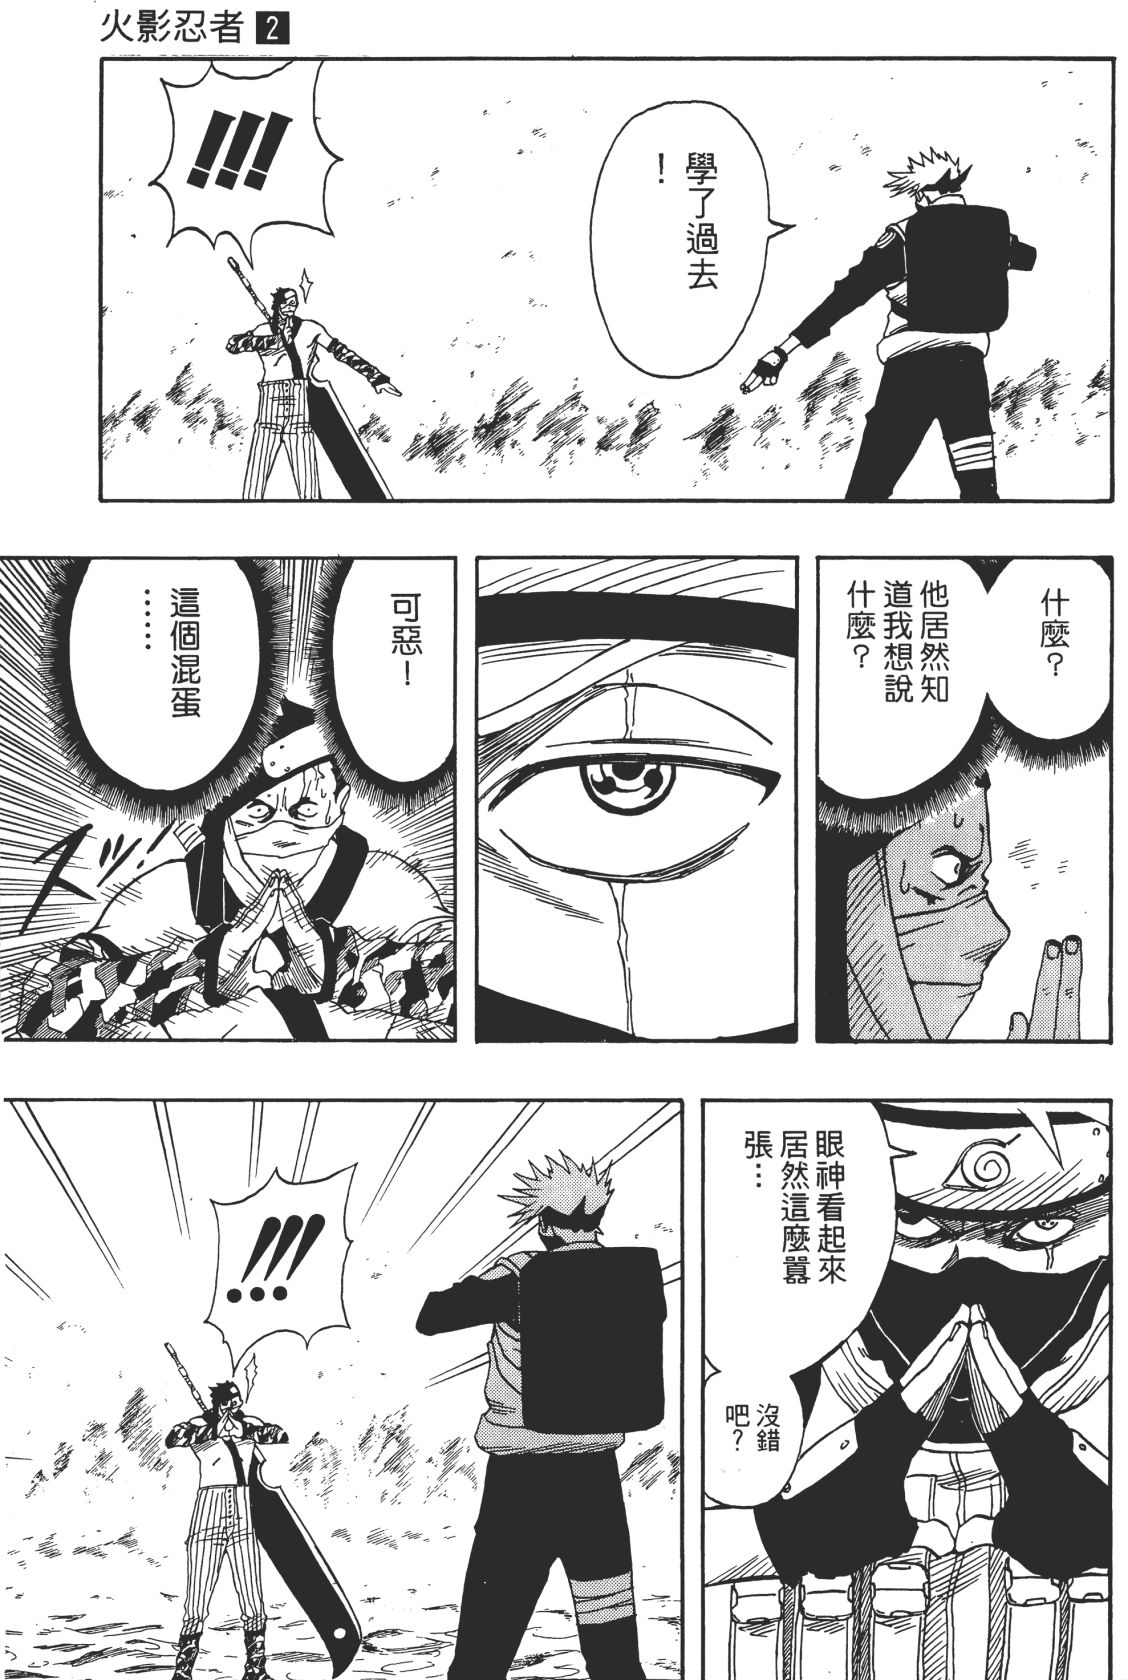 火影忍者 2
學了過去
！
!!!
什麼？
他居然知
道我想說
什麼？
可惡！
這個混蛋
……
ドッ！
眼神看起來
居然這麼囂
張…
沒錯
吧？
!!!